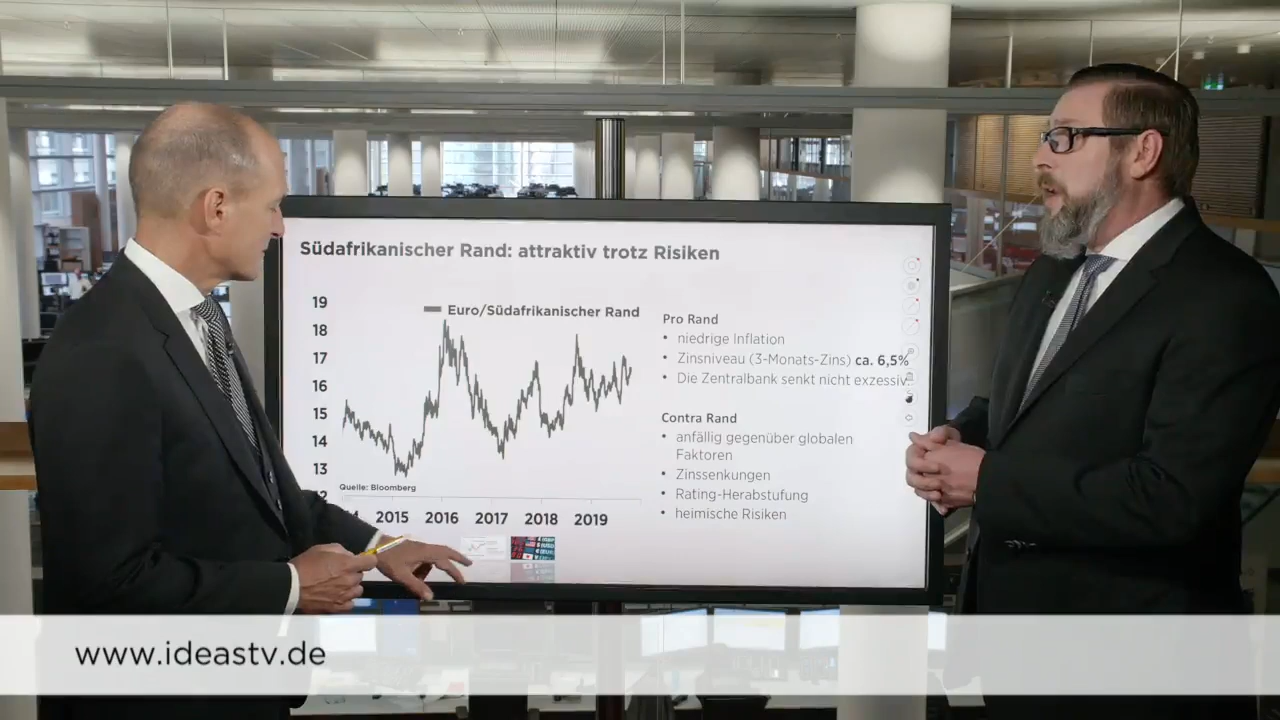 Südafrikanischer Rand: attraktiv trotz Risiken
Euro/Südafrikanischer Rand
19
18
17
16
15
14
13
Quelle: Bloomberg
2015 2016 2017 2018 2019
Pro Rand
• niedrige Inflation
• Zinsniveau (3-Monats-Zins) ca. 6,5%
• Die Zentralbank senkt nicht exzessiv
Contra Rand
• anfällig gegenüber globalen
Faktoren
• Zinssenkungen
• Rating-Herabstufung
• heimische Risiken
www.ideastv.de